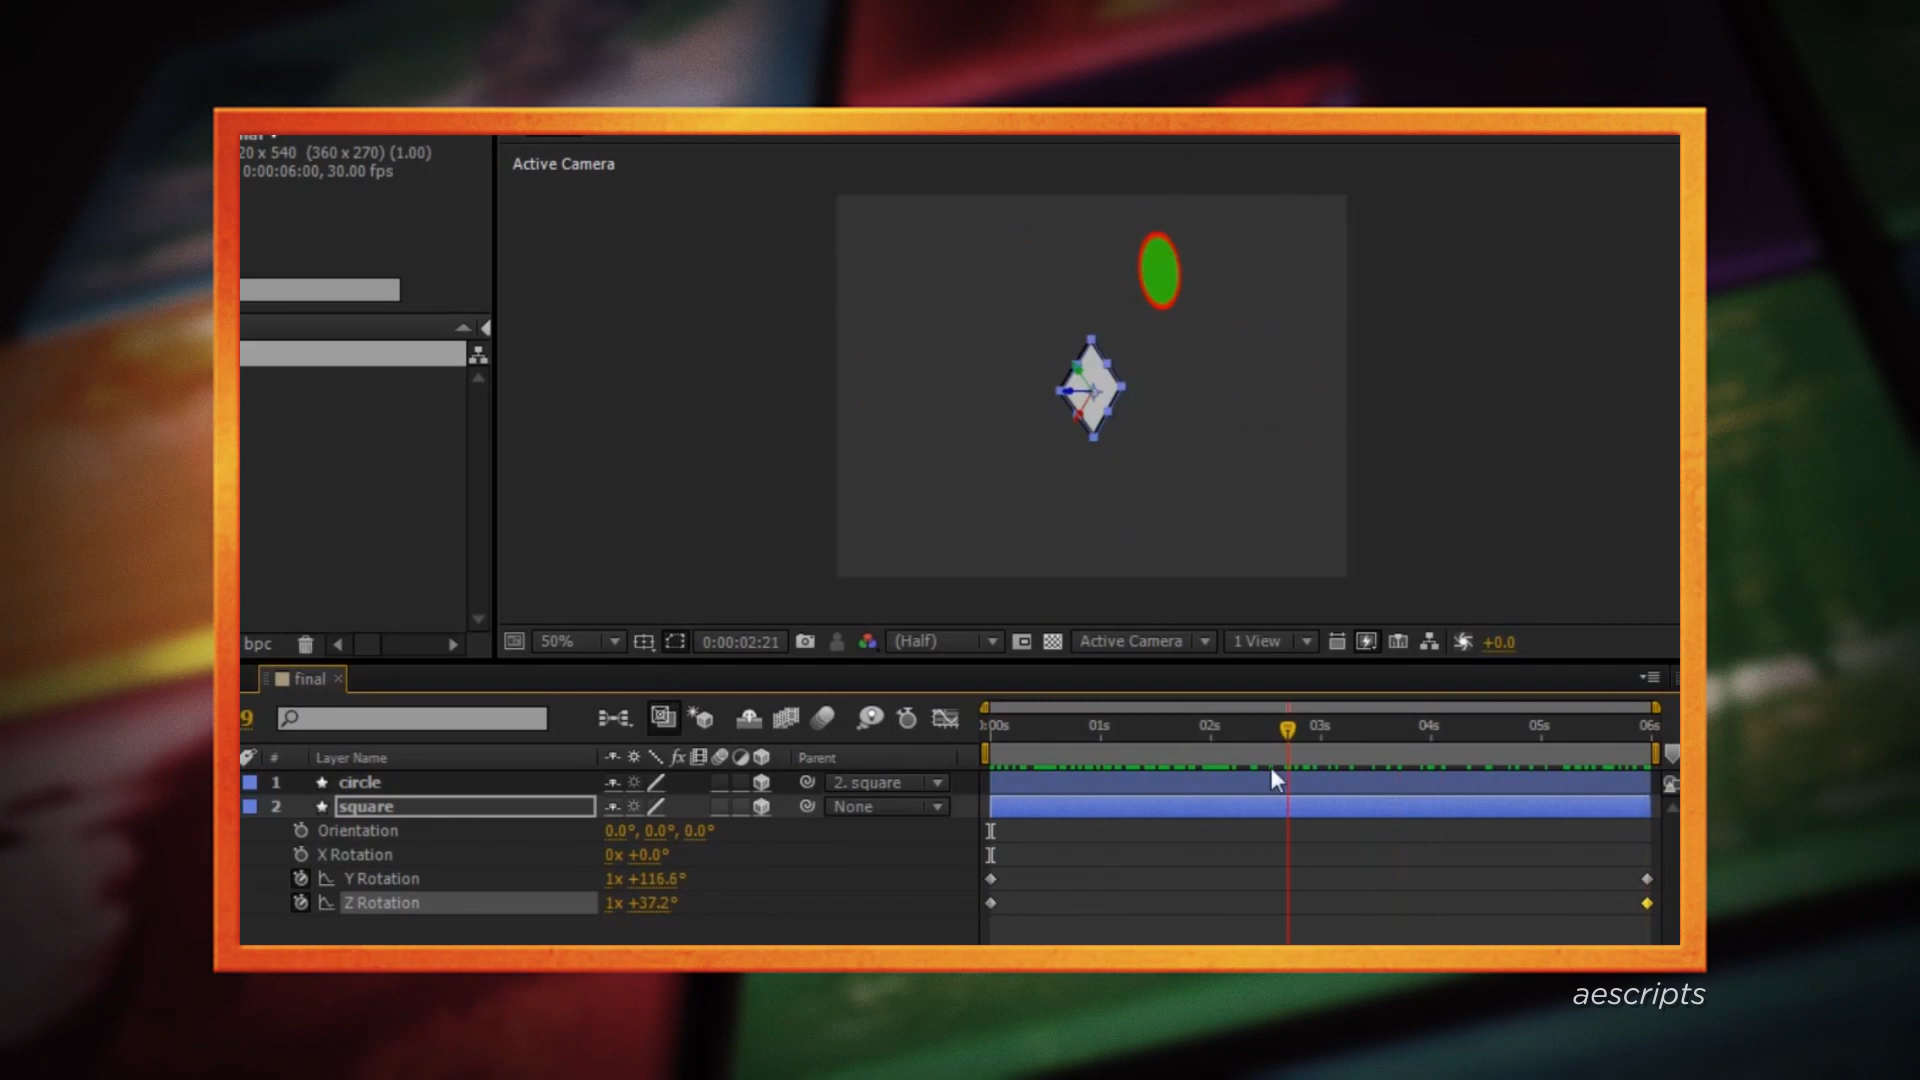 20 x 540 (360 x 270) (1.00)
0:00:06:00, 30.00 fps
Active Camera
bpc
50%
0:00:02:21
(Half)
Active Camera
1 View
+0.0
final
9
:00s 01s 02s 03s 04s 05s 06s
# Layer Name
fx
Parent
1 circle
2. square
2 square
None
Orientation
0.0°, 0.0°, 0.0°
X Rotation
0x +0.0°
Y Rotation
1x +116.6°
Z Rotation
1x +37.2°
aescripts